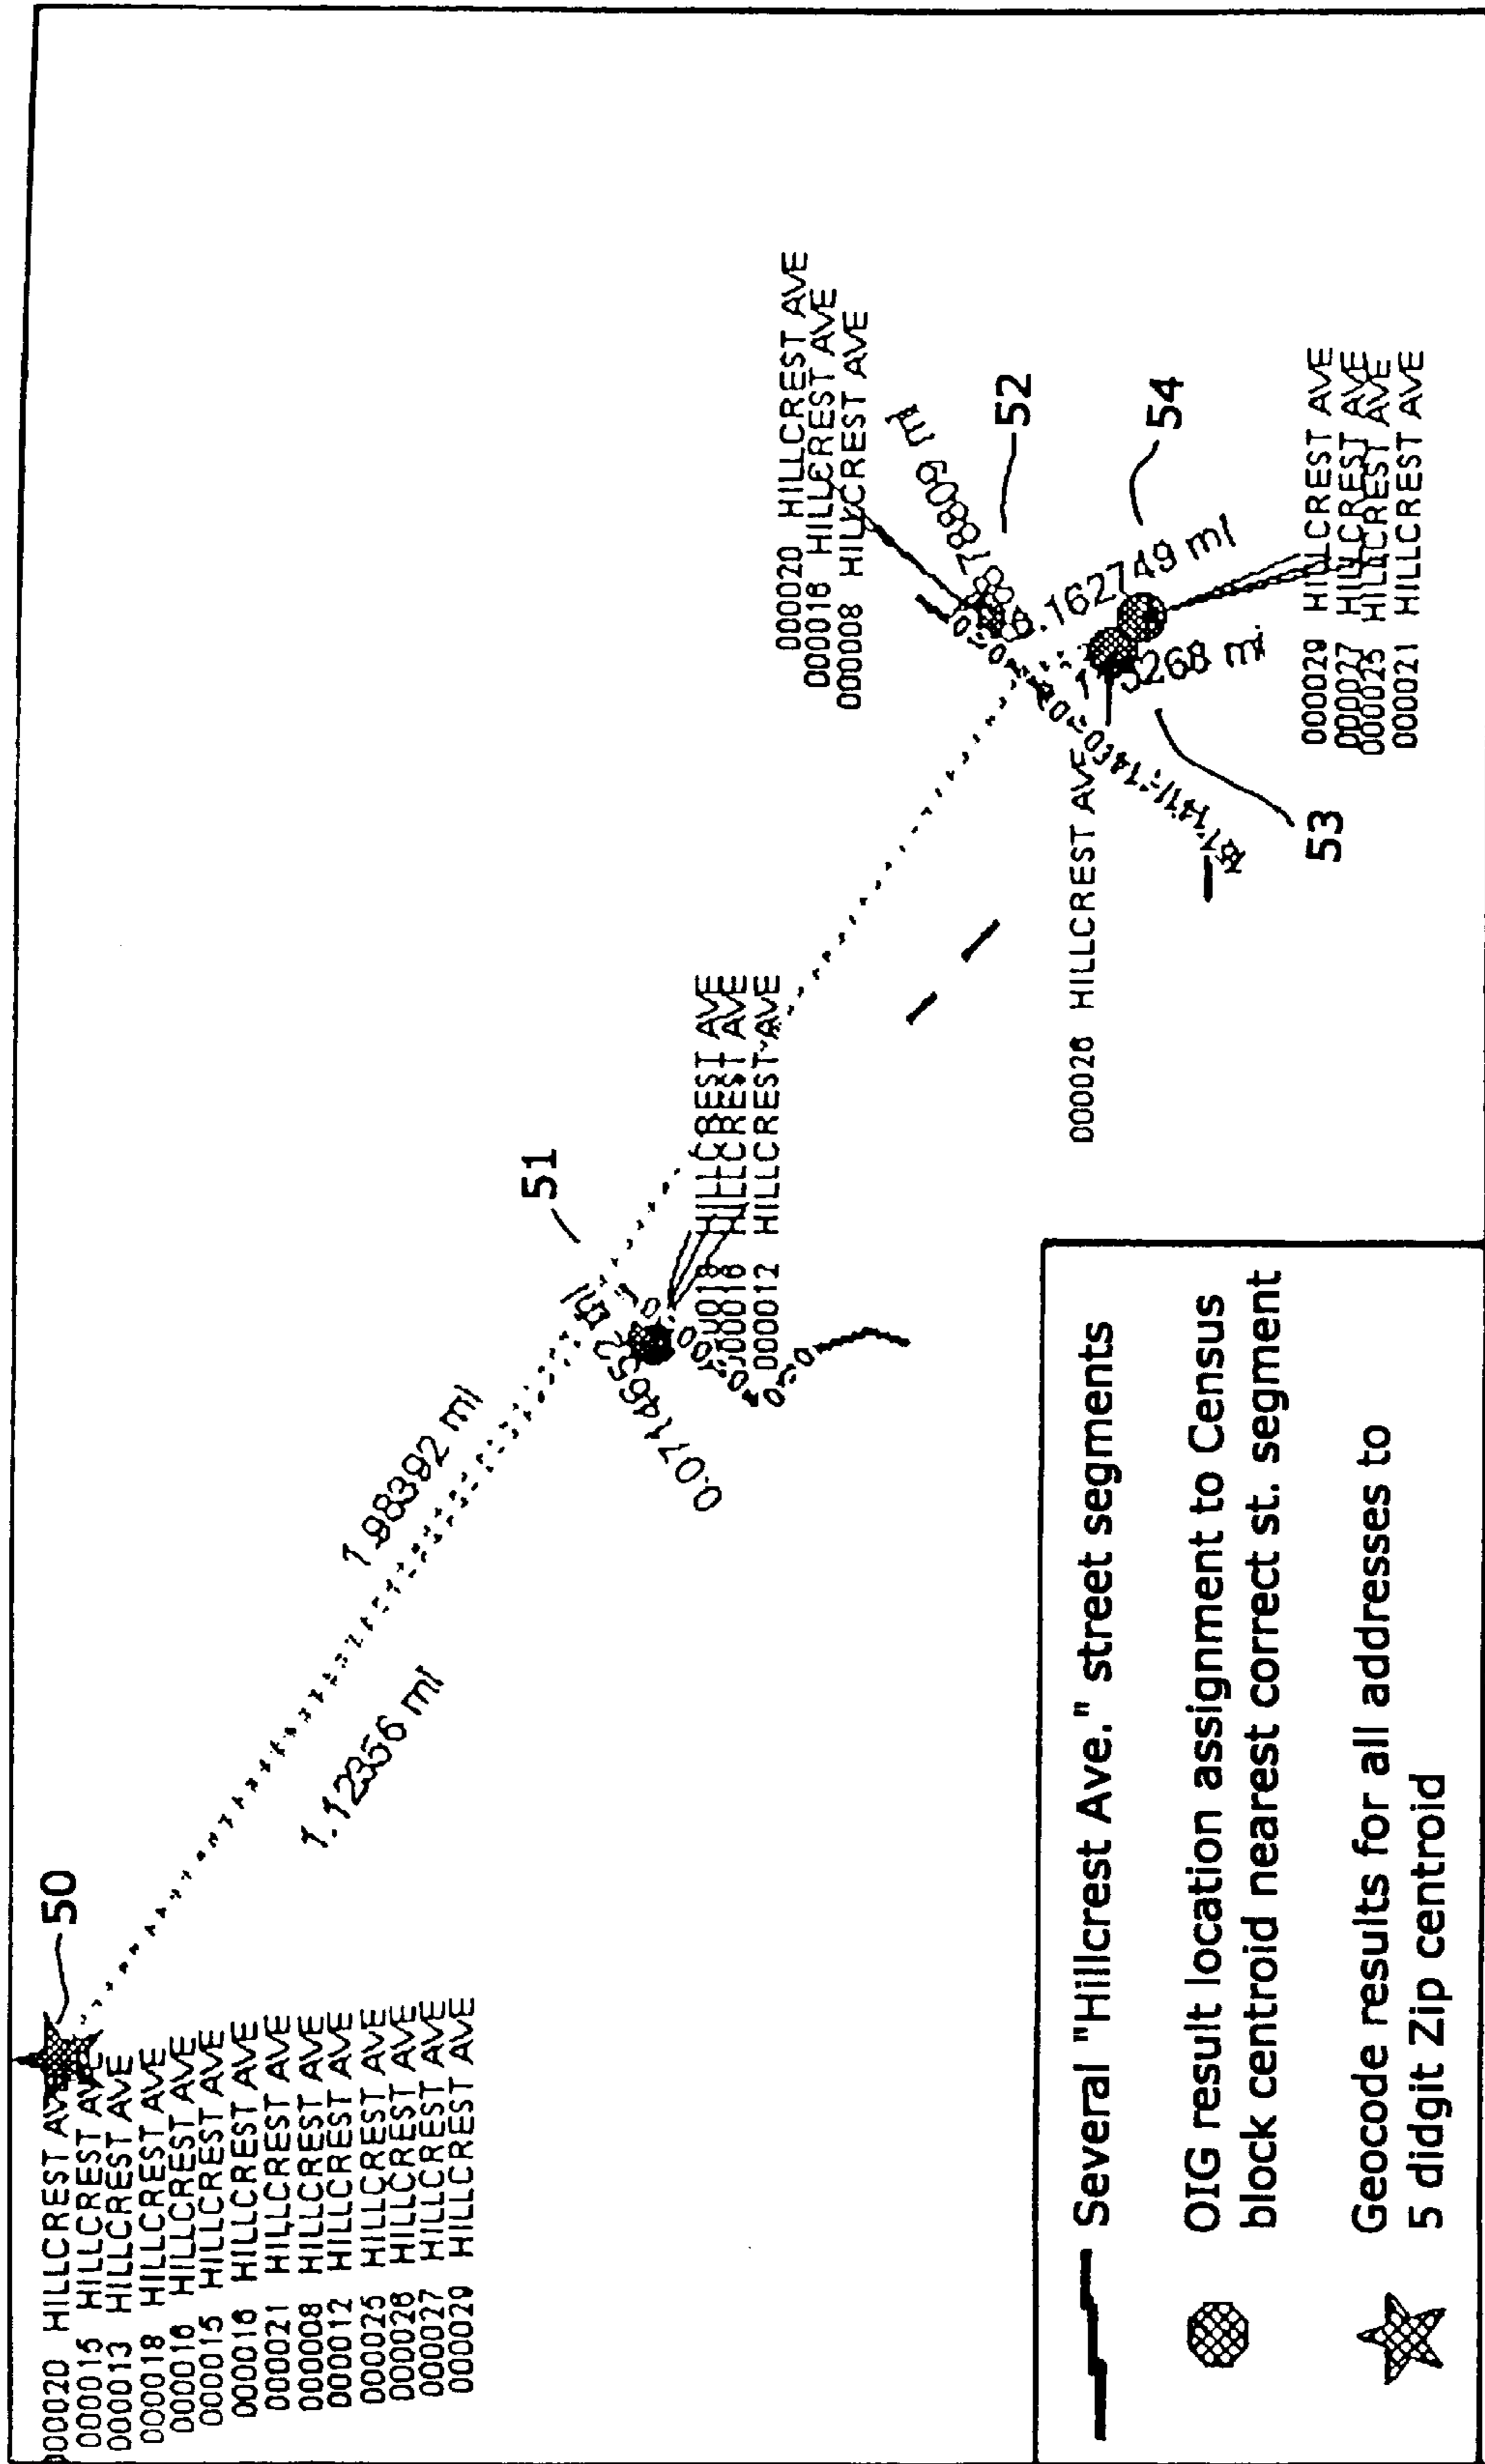 50
000020 HILLCREST AVE
000015 HILLCREST AVE
000013 HILLCREST AVE
000018 HILLCREST AVE
000016 HILLCREST AVE
000015 HILLCREST AVE
000016 HILLCREST AVE
000021 HILLCREST AVE
000008 HILLCREST AVE
000012 HILLCREST AVE
000025 HILLCREST AVE
000026 HILLCREST AVE
000027 HILLCREST AVE
000029 HILLCREST AVE
1.98392 mi
1.12356 mi
51
HILLCREST AVE
HILLCREST AVE
000012 HILLCREST AVE
000020 HILLCREST AVE
000016 HILLCREST AVE
000008 HILLCREST AVE
52
mi
54
mi
000026 HILLCREST AVE
53
000029 HILLCREST AVE
000027 HILLCREST AVE
000025 HILLCREST AVE
000021 HILLCREST AVE
Several "Hillcrest Ave." street segments
OIG result location assignment to Census
block centroid nearest correct st. segment
Geocode results for all addresses to
5 didgit Zip centroid